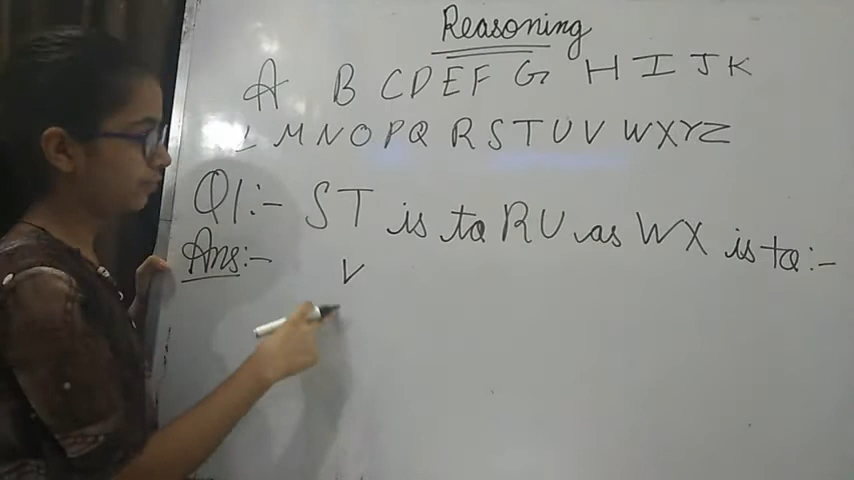 Reasoning
A B C D E F G H I J K
L M N O P Q R S T U V W X Y Z
Q1:- ST is to RU as WX is to:-
Ans:- V